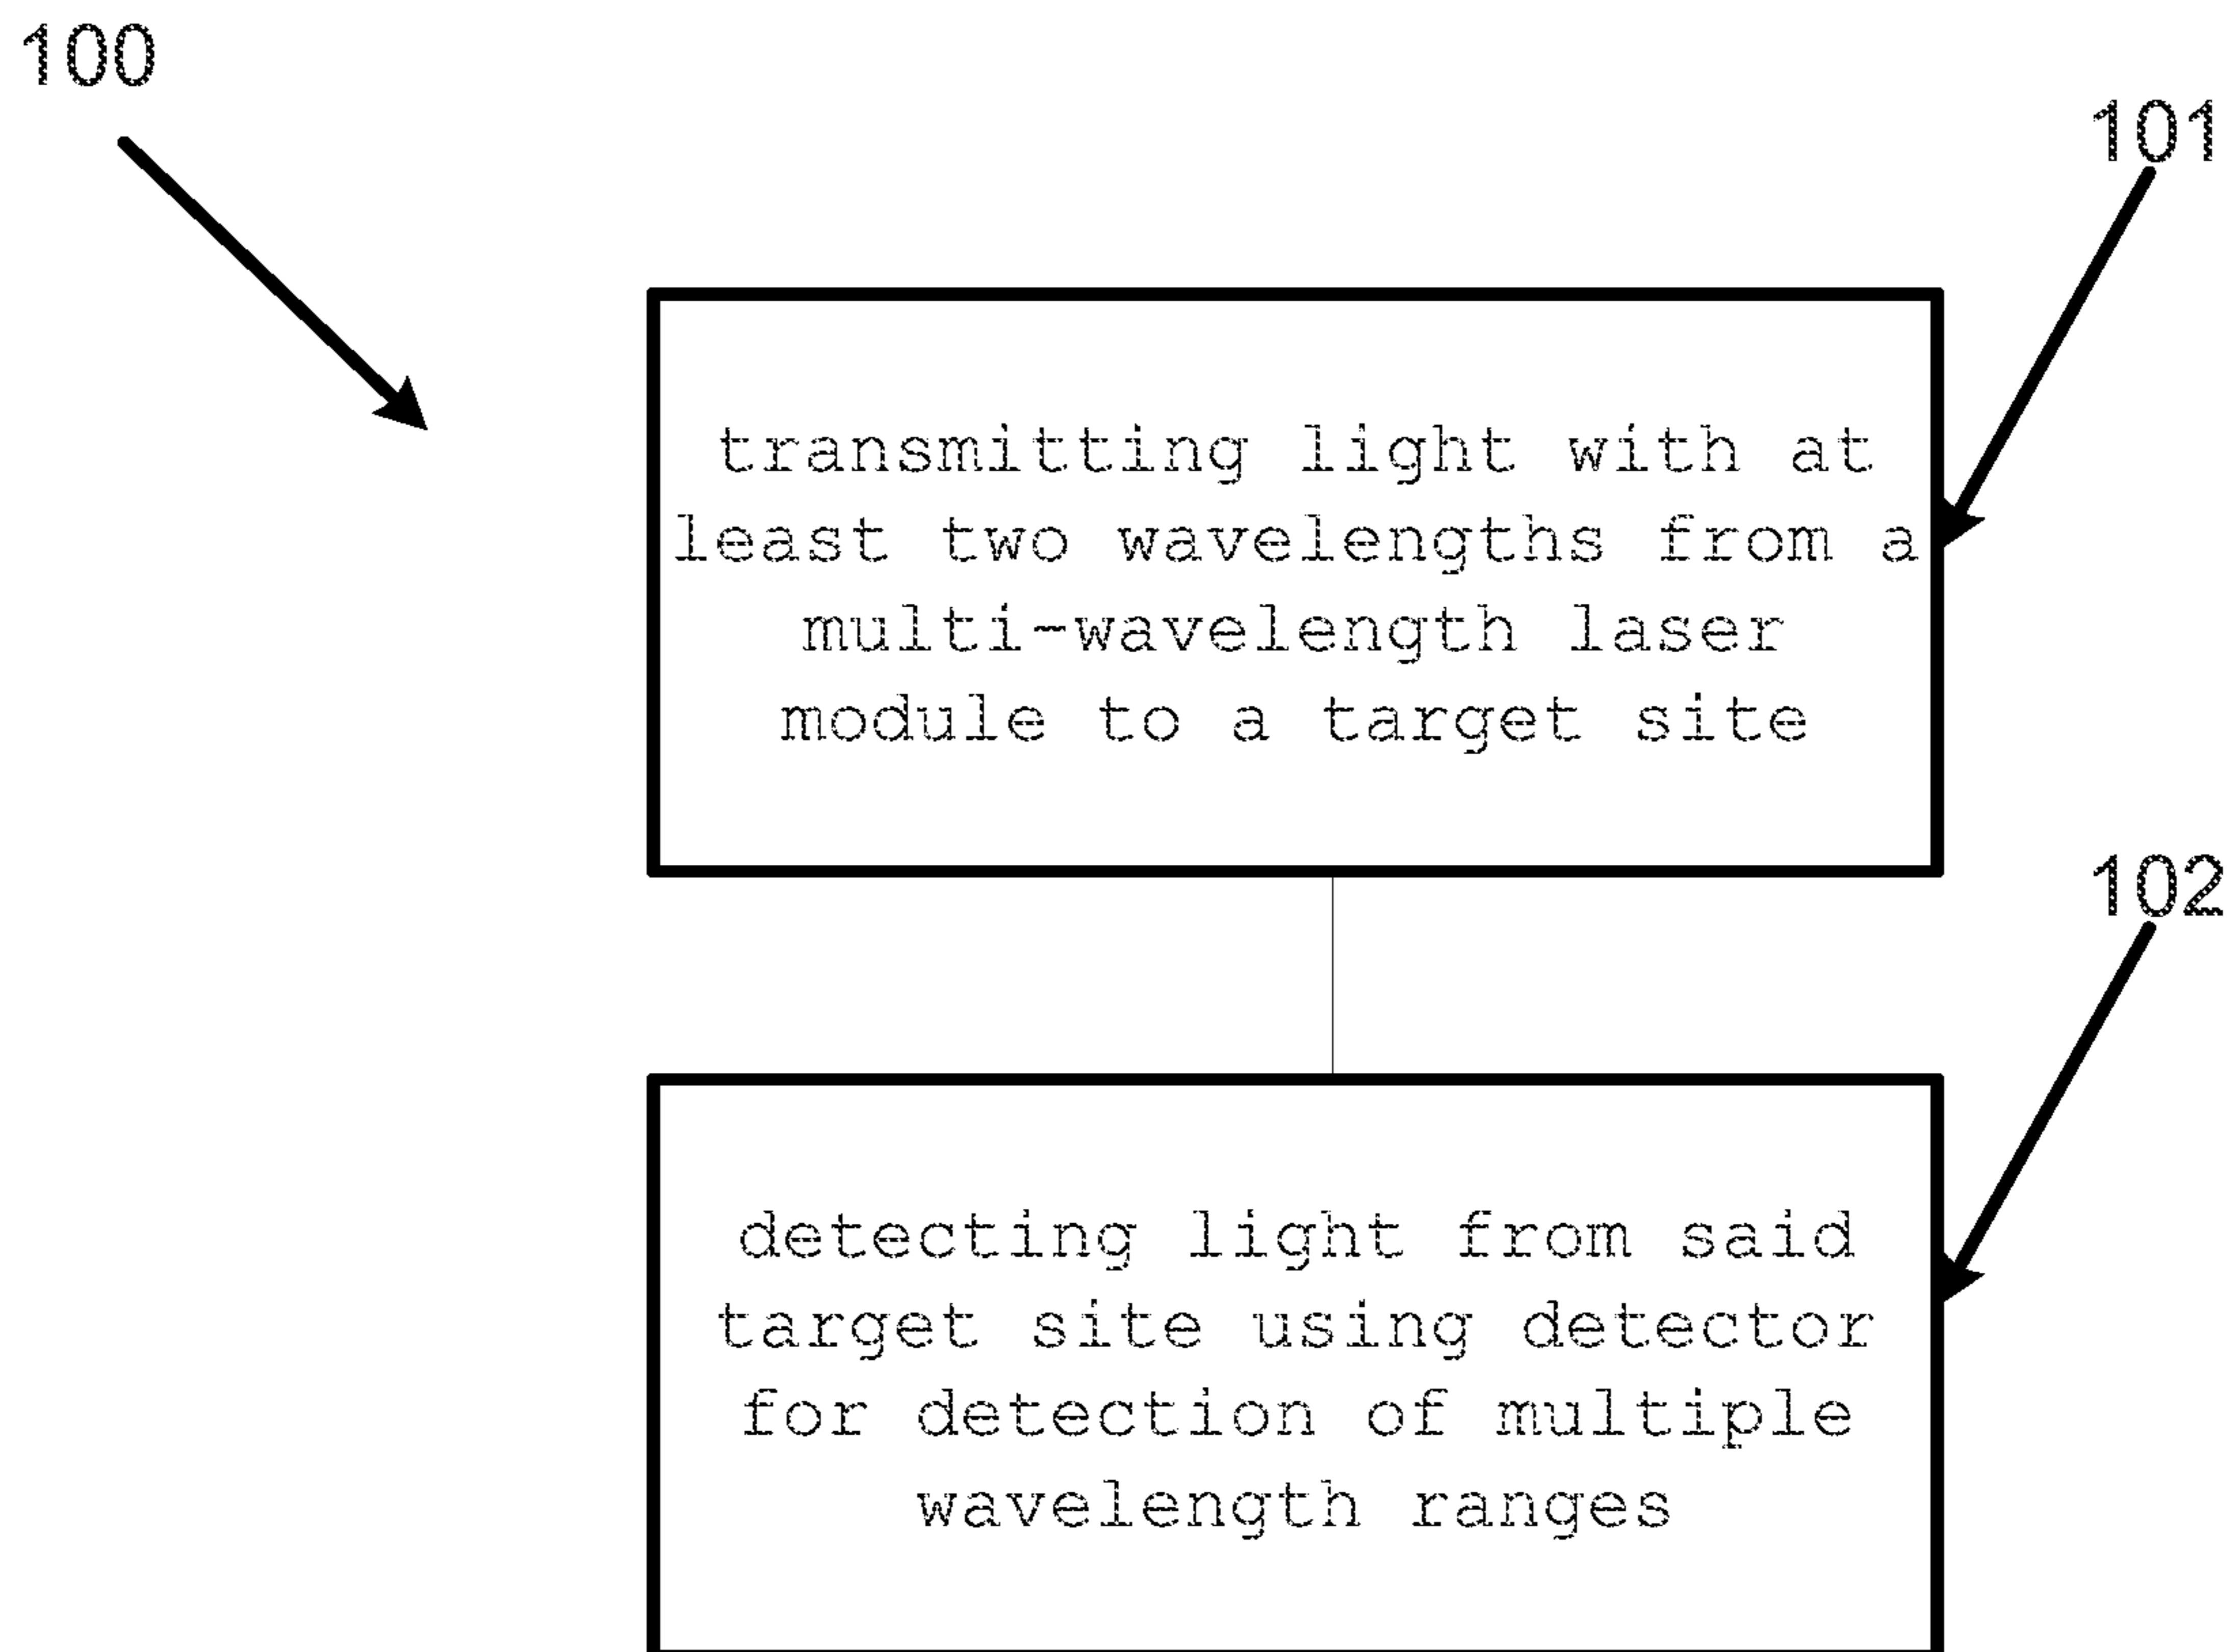 100
101
transmitting light with at
least two wavelengths from a
multi-wavelength laser
module to a target site
102
detecting light from said
target site using detector
for detection of multiple
wavelength ranges